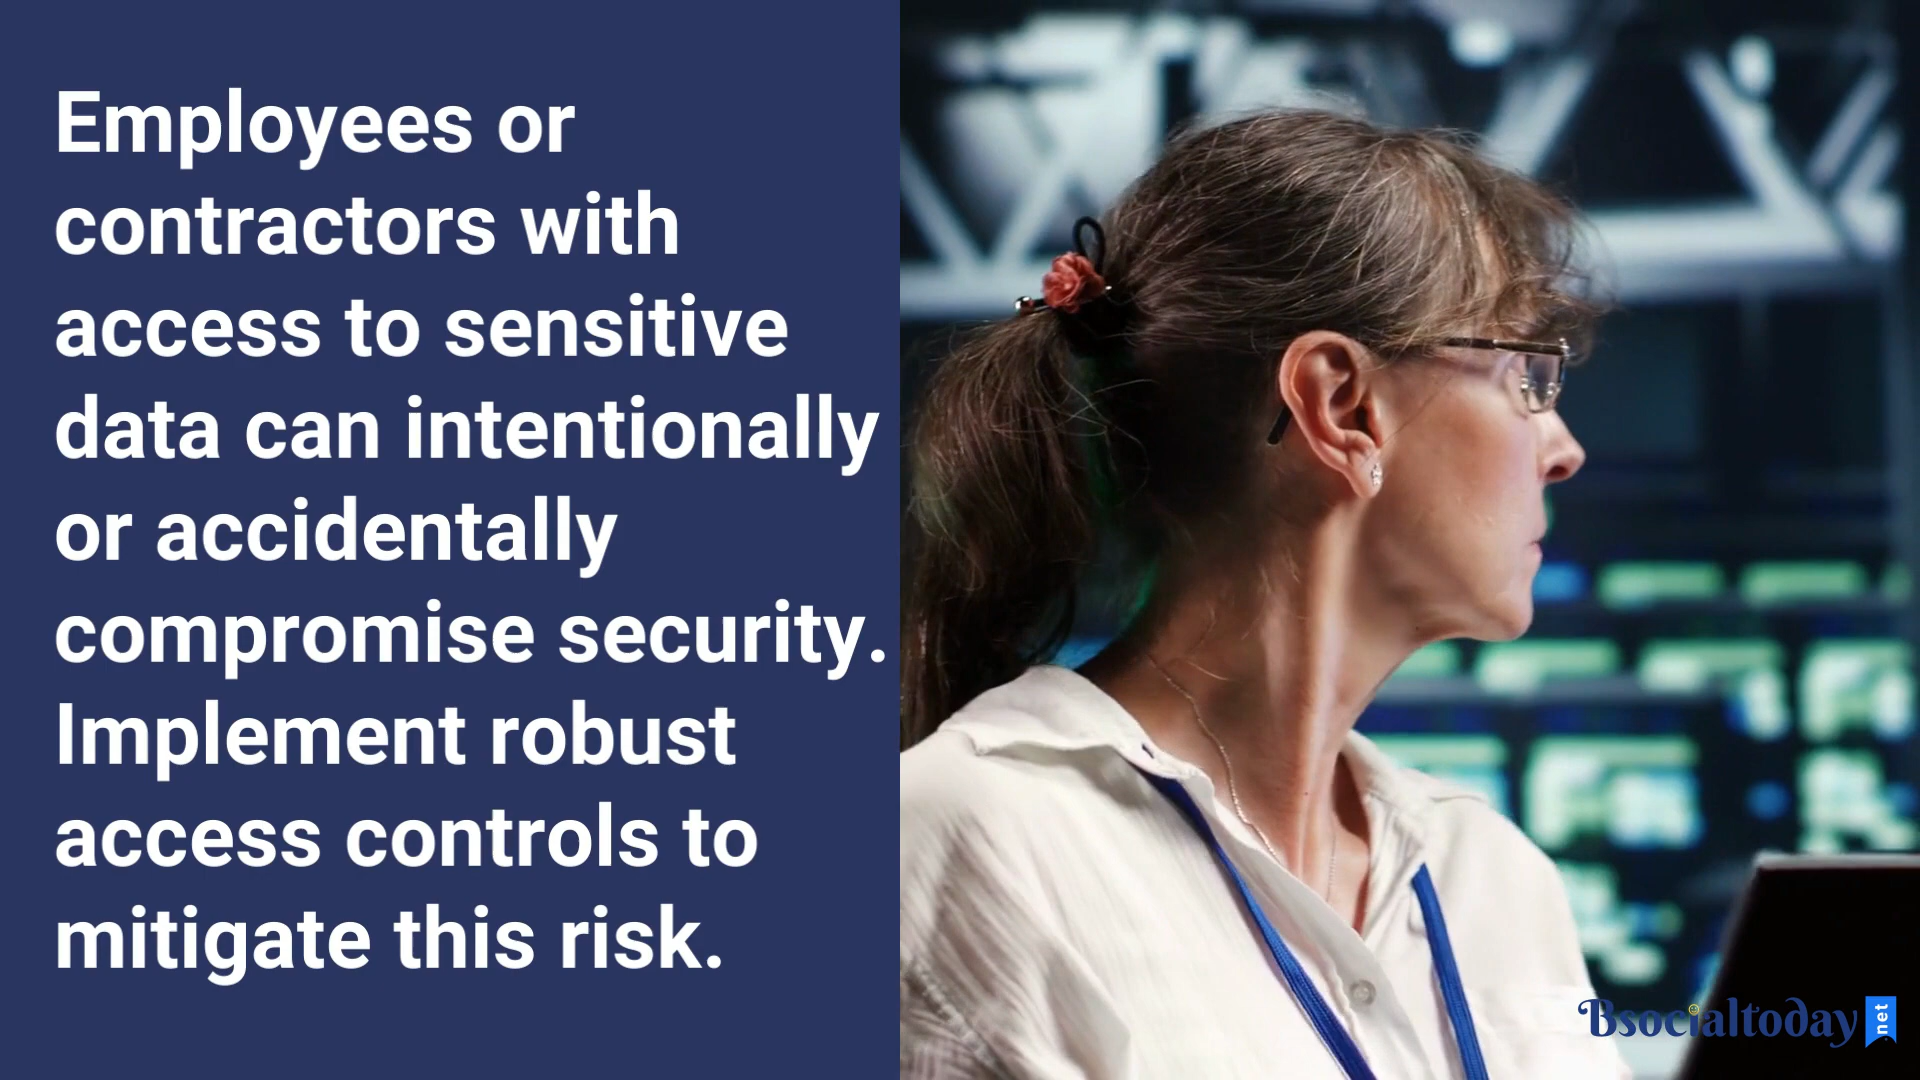 Employees or
contractors with
access to sensitive
data can intentionally
or accidentally
compromise security.
Implement robust
access controls to
mitigate this risk.
Bsocialtoday
net